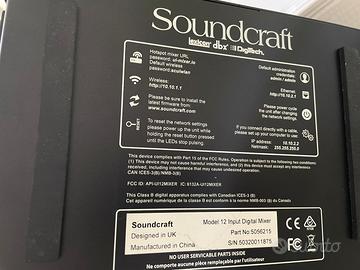 Soundcraft
lexicon dbx DigiTech
Hotspot mixer URL
password: ui-mixer.io
Default wireless
password: scuiwlan
Wireless:
http://10.10.1.1
Please be sure to install the
latest firmware from
www.soundcraft.com
RESET
To reset the network settings
please power up the unit while
holding the reset button pressed
until the LEDs stop pulsing.
Default administration
credentials:
admin / admin
Ethernet:
http://10.10.2.1
Please power cycle
the unit after changing
the network settings
If you connect directly with a cable,
please set up your computer to use:
IP address: 10.10.2.2
Netmask: 255.255.255.0
This device complies with Part 15 of the FCC Rules. Operation is subject to the following
conditions: (1) This device may not cause harmful interference, and
(2) This device must accept any interference received, including
interference that may cause undesired operation.
CAN ICES-3(B) / NMB-3(B)
FCC ID: API-UI12MIXER IC: 6132A-UI12MIXER
This Class B digital apparatus complies with Canadian ICES-3 (B)
Cet appareil numérique de la classe B est conforme à la norme NMB-003 (B) du Canada
Soundcraft
Designed in UK
Manufactured in China
Model: 12 Input Digital Mixer
Part No: 5056215
S/N: 50320011875
No user serviceable parts inside.
Ne comporte aucune pièce
remplaçable par l'utilisateur.
subito